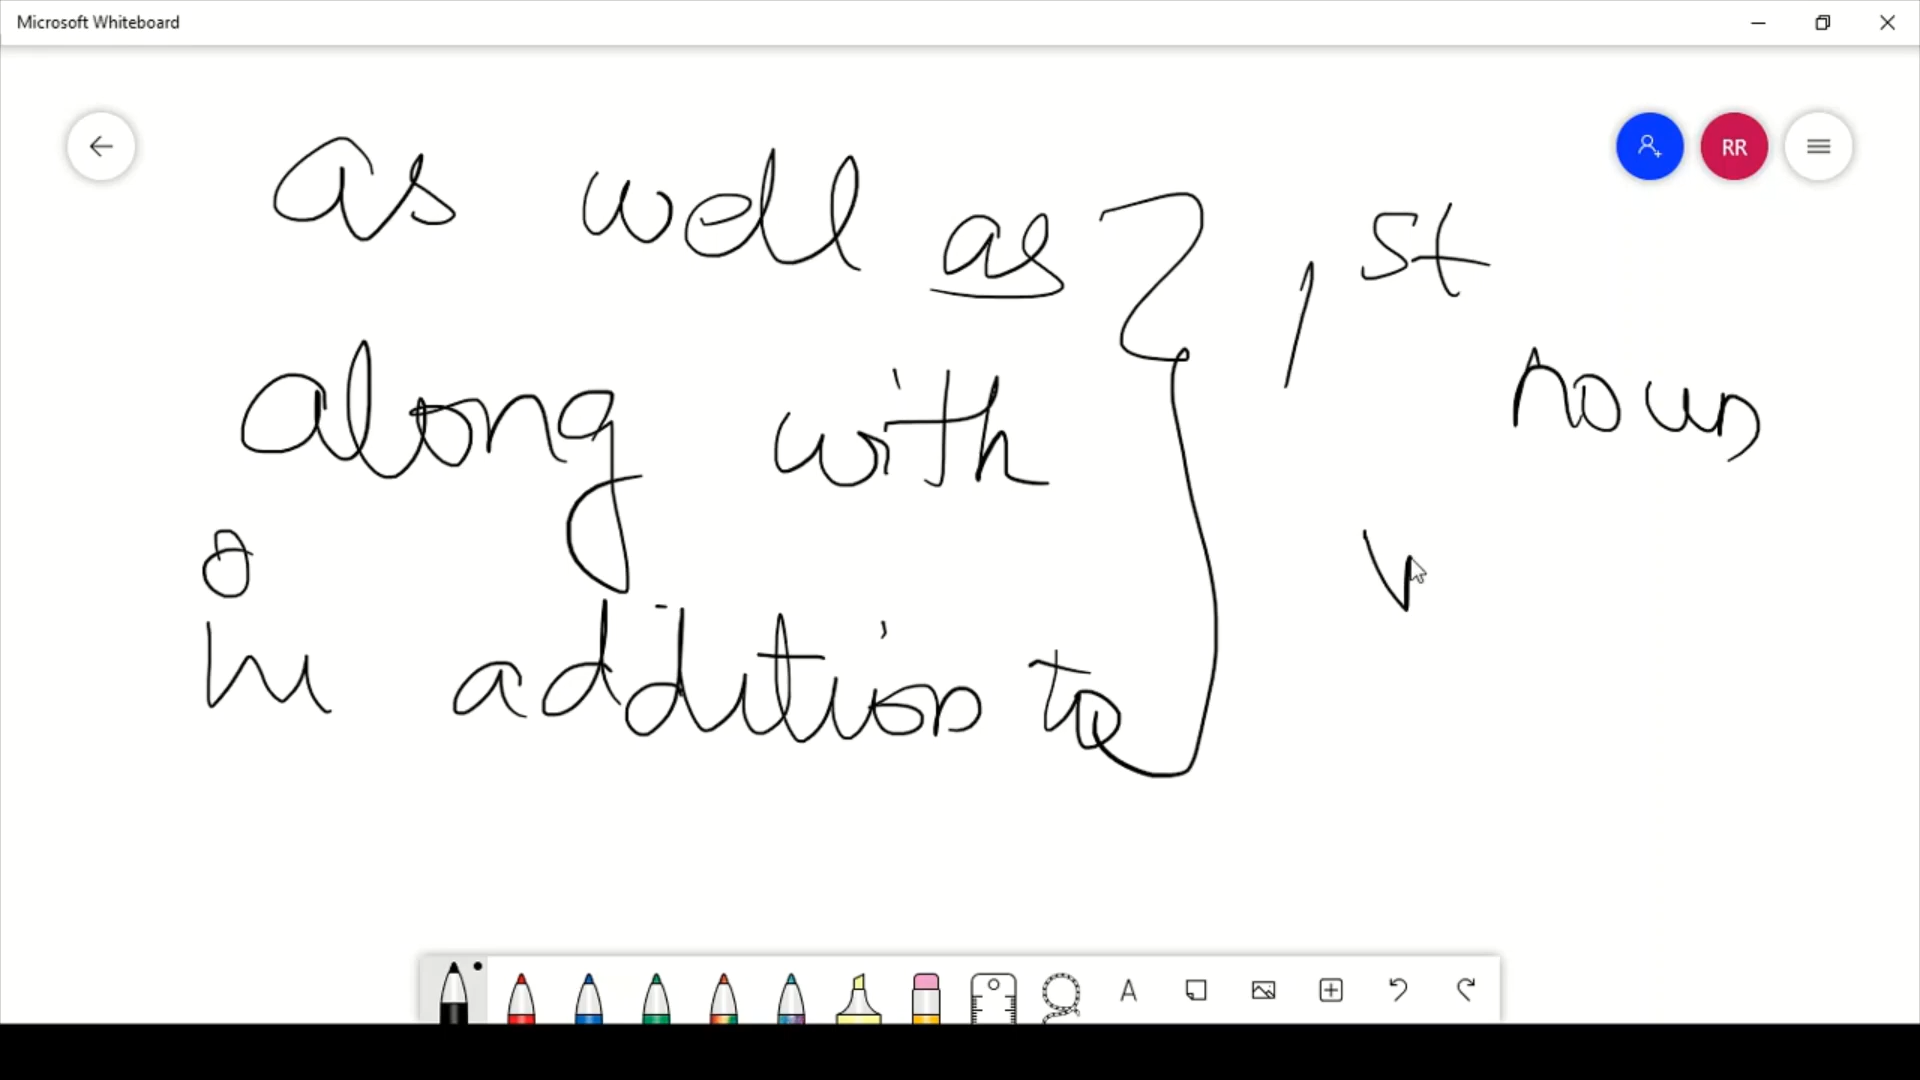 Microsoft Whiteboard
RR
as well as
1st
along with
noun
in addition to
A